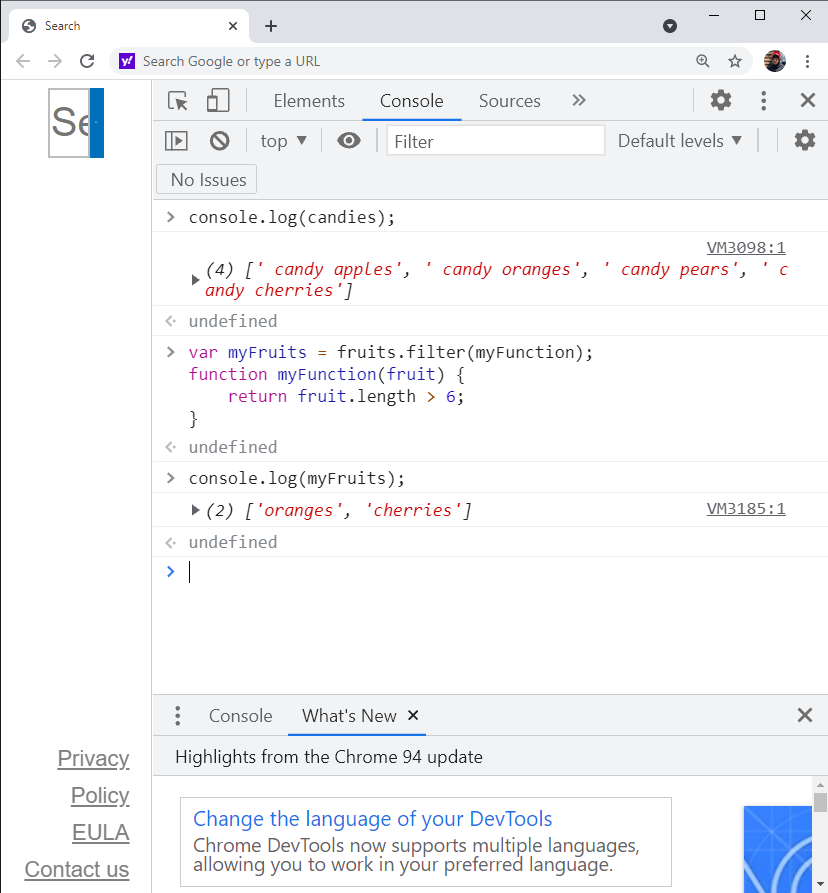 Search
Search Google or type a URL
Se
Elements
Console
Sources
top
Filter
Default levels
No Issues
console.log(candies);
VM3098:1
(4) [' candy apples', ' candy oranges', ' candy pears', ' c
andy cherries']
undefined
var myFruits = fruits.filter(myFunction);
function myFunction(fruit) {
    return fruit.length > 6;
}
undefined
console.log(myFruits);
(2) ['oranges', 'cherries'] VM3185:1
undefined
Console
What's New
Highlights from the Chrome 94 update
Change the language of your DevTools
Chrome DevTools now supports multiple languages,
allowing you to work in your preferred language.
Privacy
Policy
EULA
Contact us